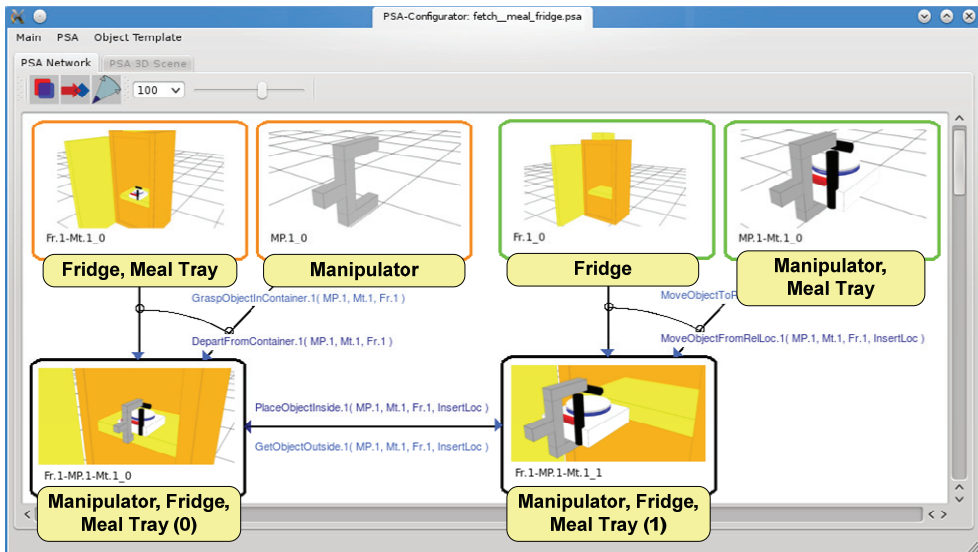 PSA-Configurator: fetch__meal_fridge.psa
Main PSA Object Template
PSA Network PSA 3D Scene
100
Fr.1-Mt.1_0
MP.1_0
Fr.1_0
MP.1-Mt.1_0
Fridge, Meal Tray
Manipulator
Fridge
Manipulator,
Meal Tray
GraspObjectInContainer.1( MP.1, Mt.1, Fr.1 )
DepartFromContainer.1( MP.1, Mt.1, Fr.1 )
MoveObjectFromRelLoc.1( MP.1, Mt.1, Fr.1, InsertLoc )
PlaceObjectInside.1( MP.1, Mt.1, Fr.1, InsertLoc )
GetObjectOutside.1( MP.1, Mt.1, Fr.1, InsertLoc )
Fr.1-MP.1-Mt.1_0
Fr.1-MP.1-Mt.1_1
Manipulator, Fridge,
Meal Tray (0)
Manipulator, Fridge,
Meal Tray (1)